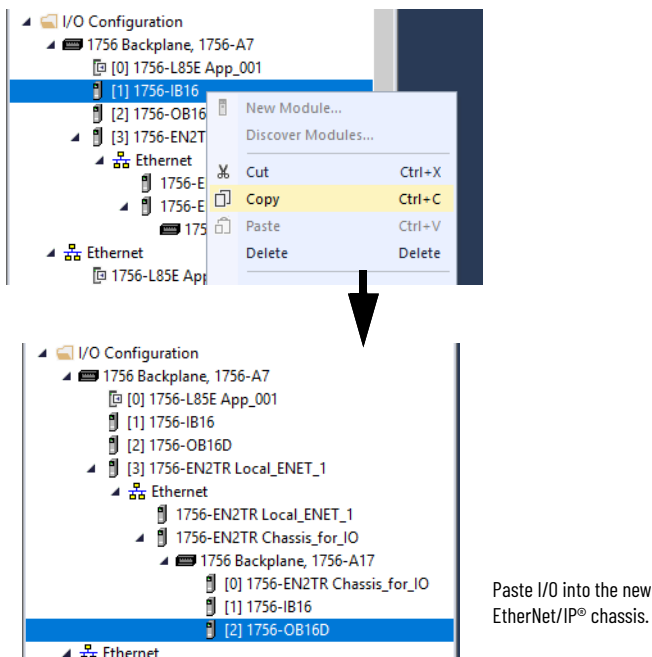 I/O Configuration
1756 Backplane, 1756-A7
[0] 1756-L85E App_001
[1] 1756-IB16
[2] 1756-OB16
[3] 1756-EN2T
Ethernet
1756-E
1756-E
175
Ethernet
1756-L85E App
New Module...
Discover Modules...
Cut Ctrl+X
Copy Ctrl+C
Paste Ctrl+V
Delete Delete
I/O Configuration
1756 Backplane, 1756-A7
[0] 1756-L85E App_001
[1] 1756-IB16
[2] 1756-OB16D
[3] 1756-EN2TR Local_ENET_1
Ethernet
1756-EN2TR Local_ENET_1
1756-EN2TR Chassis_for_IO
1756 Backplane, 1756-A17
[0] 1756-EN2TR Chassis_for_IO
[1] 1756-IB16
[2] 1756-OB16D
Ethernet
Paste I/O into the new
EtherNet/IP® chassis.